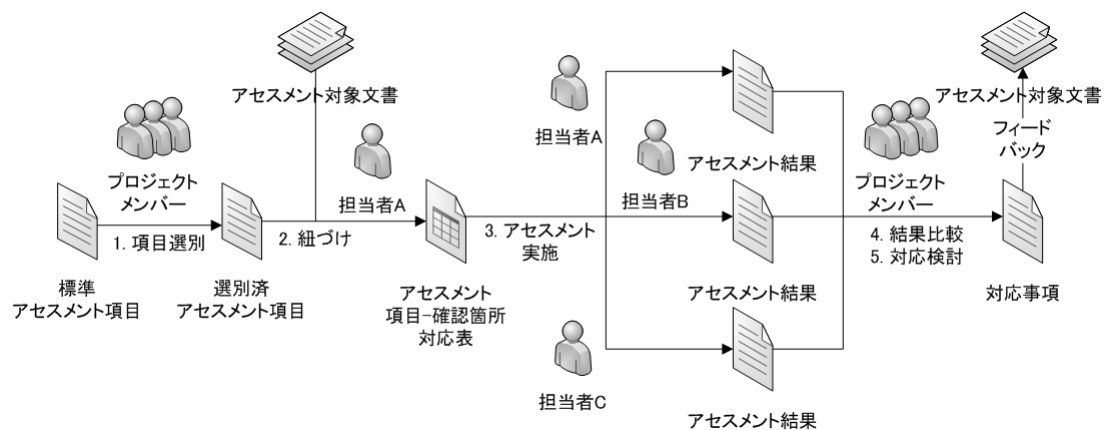 アセスメント対象文書
プロジェクト
メンバー
担当者A
1. 項目選別
2. 紐づけ
標準
アセスメント項目
選別済
アセスメント項目
アセスメント
項目-確認箇所
対応表
3. アセスメント
実施
担当者A
担当者B
担当者C
アセスメント結果
アセスメント結果
アセスメント結果
プロジェクト
メンバー
4. 結果比較
5. 対応検討
アセスメント対象文書
フィード
バック
対応事項